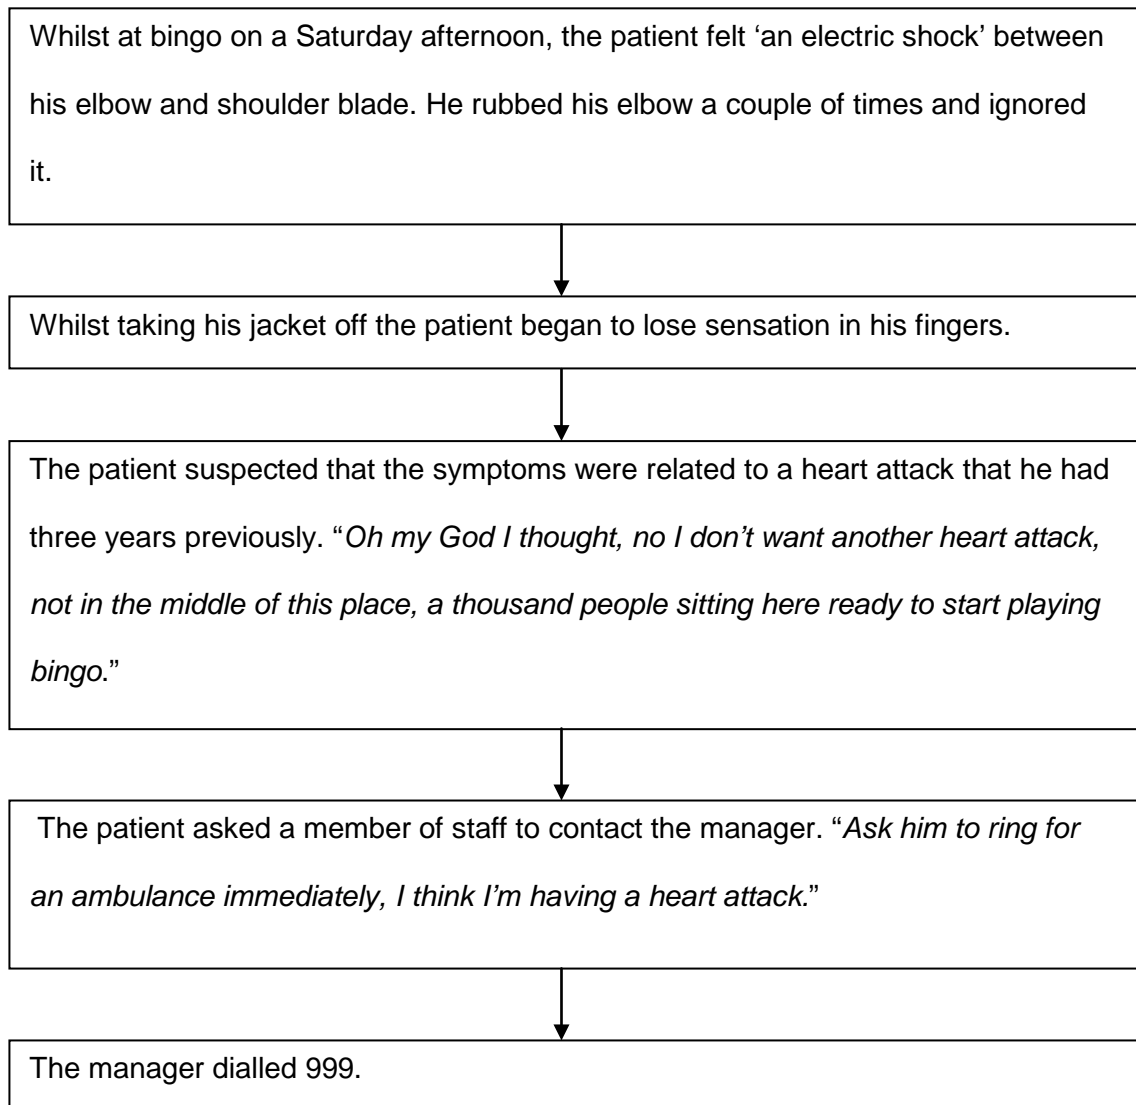 Whilst at bingo on a Saturday afternoon, the patient felt ‘an electric shock’ between
his elbow and shoulder blade. He rubbed his elbow a couple of times and ignored
it.
Whilst taking his jacket off the patient began to lose sensation in his fingers.
The patient suspected that the symptoms were related to a heart attack that he had
three years previously. “Oh my God I thought, no I don’t want another heart attack,
not in the middle of this place, a thousand people sitting here ready to start playing
bingo.”
The patient asked a member of staff to contact the manager. “Ask him to ring for
an ambulance immediately, I think I’m having a heart attack.”
The manager dialled 999.